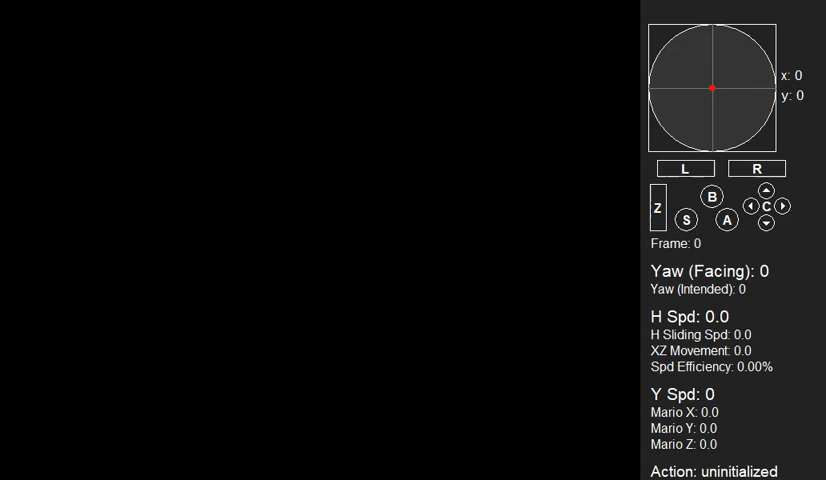 x: 0
y: 0
L R
Z S B A C
Frame: 0
Yaw (Facing): 0
Yaw (Intended): 0
H Spd: 0.0
H Sliding Spd: 0.0
XZ Movement: 0.0
Spd Efficiency: 0.00%
Y Spd: 0
Mario X: 0.0
Mario Y: 0.0
Mario Z: 0.0
Action: uninitialized